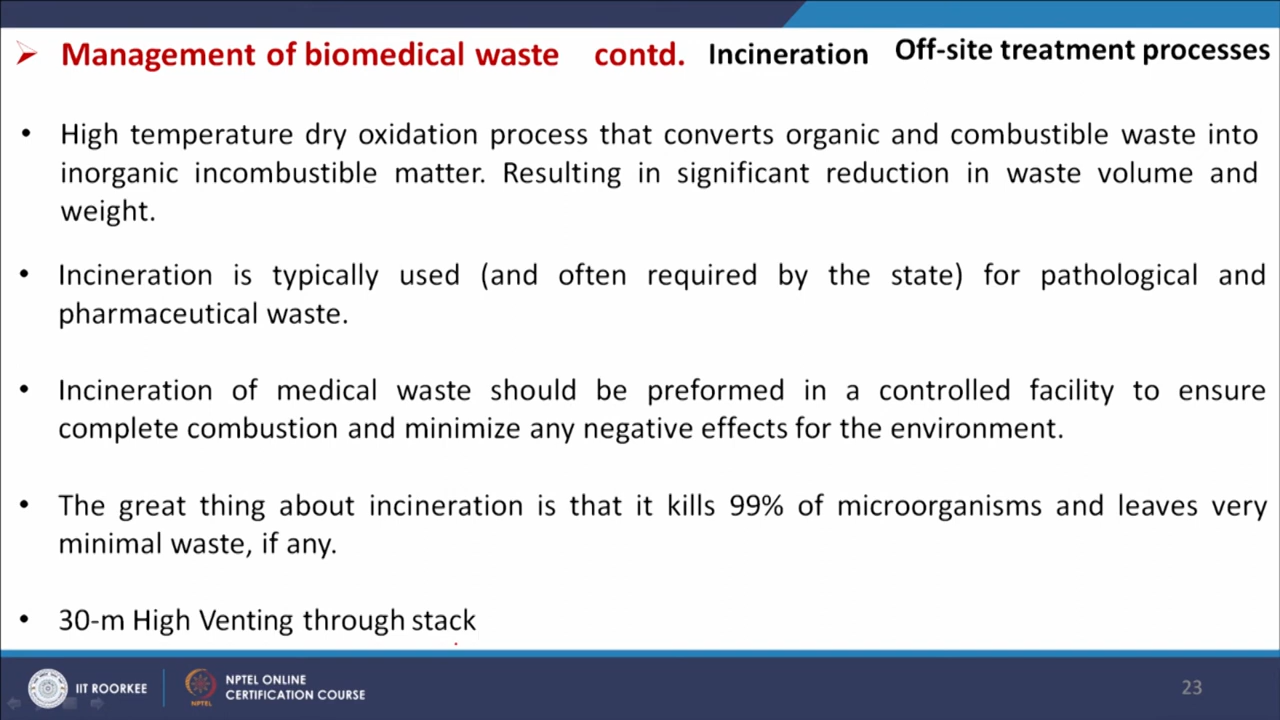 ➢ Management of biomedical waste contd. Incineration Off-site treatment processes
• High temperature dry oxidation process that converts organic and combustible waste into
inorganic incombustible matter. Resulting in significant reduction in waste volume and
weight.
• Incineration is typically used (and often required by the state) for pathological and
pharmaceutical waste.
• Incineration of medical waste should be preformed in a controlled facility to ensure
complete combustion and minimize any negative effects for the environment.
• The great thing about incineration is that it kills 99% of microorganisms and leaves very
minimal waste, if any.
• 30-m High Venting through stack
IIT ROORKEE
NPTEL
NPTEL ONLINE
CERTIFICATION COURSE
23